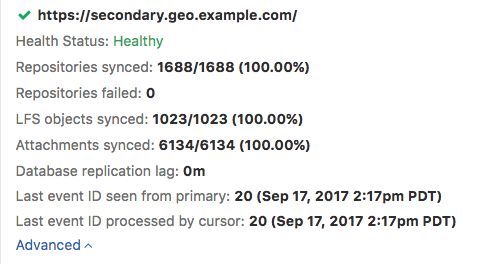 https://secondary.geo.example.com/
Health Status: Healthy
Repositories synced: 1688/1688 (100.00%)
Repositories failed: 0
LFS objects synced: 1023/1023 (100.00%)
Attachments synced: 6134/6134 (100.00%)
Database replication lag: 0m
Last event ID seen from primary: 20 (Sep 17, 2017 2:17pm PDT)
Last event ID processed by cursor: 20 (Sep 17, 2017 2:17pm PDT)
Advanced